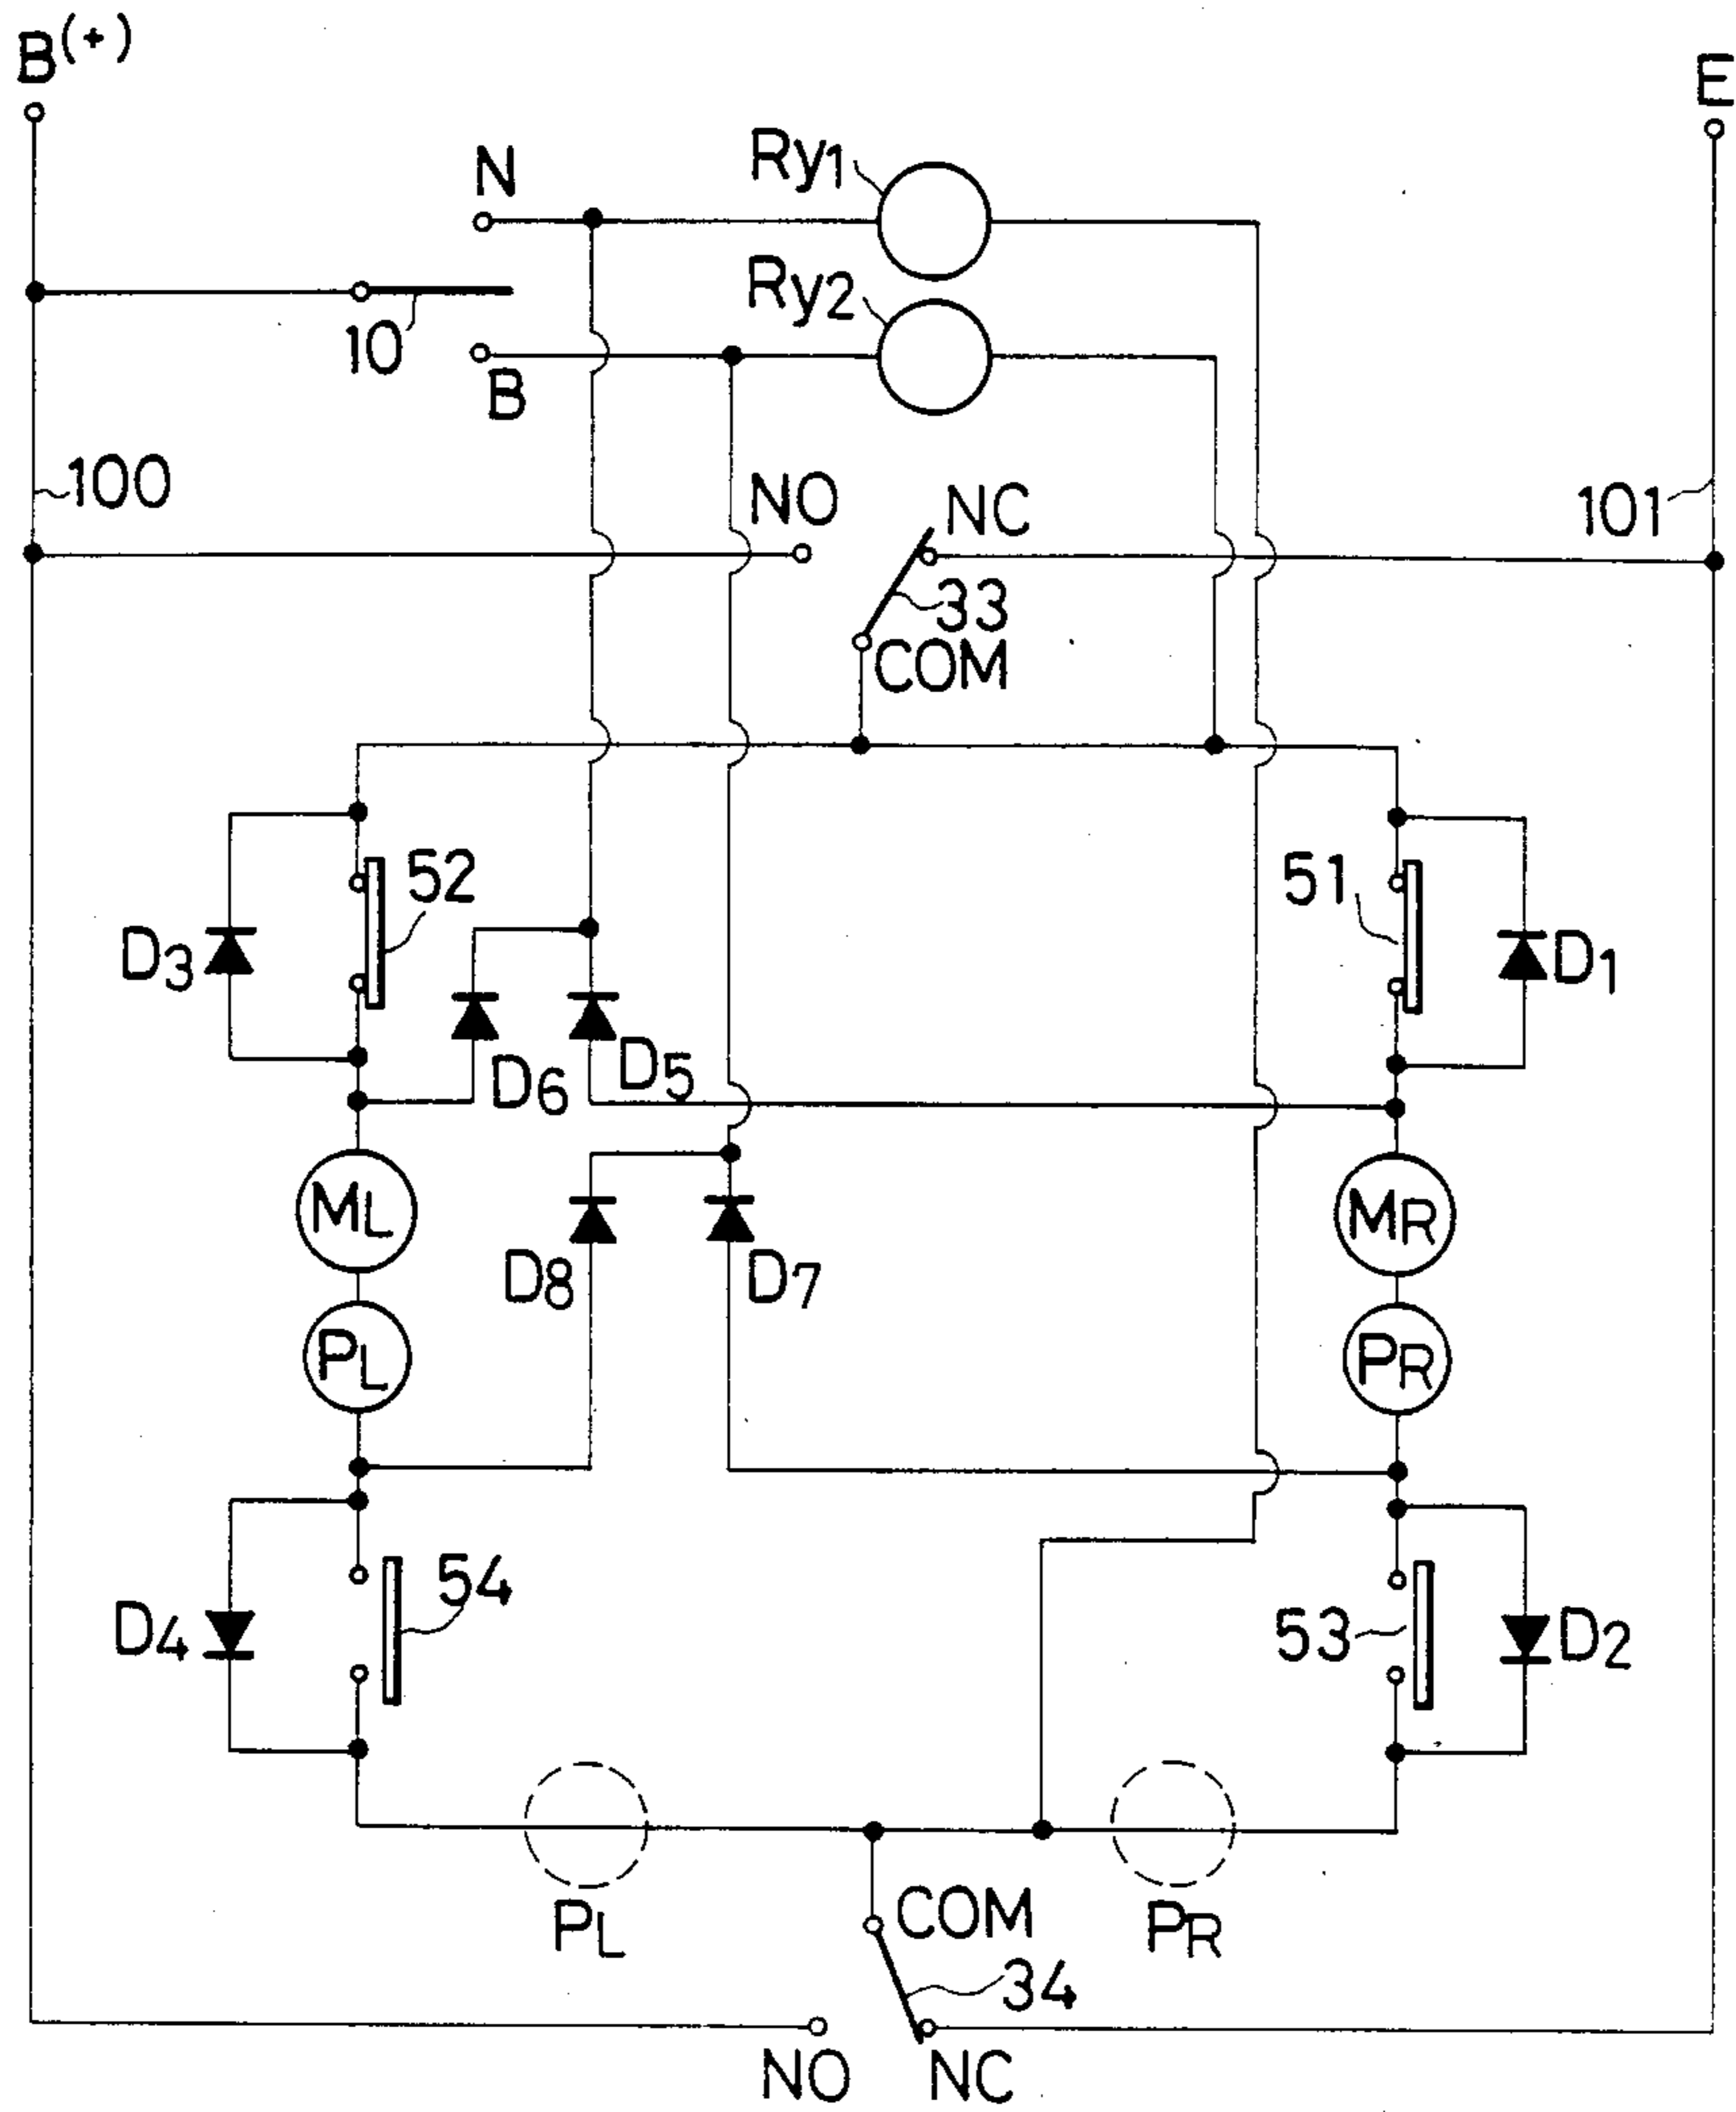 B(+)
E
N
Ry1
Ry2
10
B
100
NO
NC
101
33
COM
52
51
D3
D1
D6
D5
ML
MR
D8
D7
PL
PR
54
53
D4
D2
PL
COM
PR
34
NO
NC